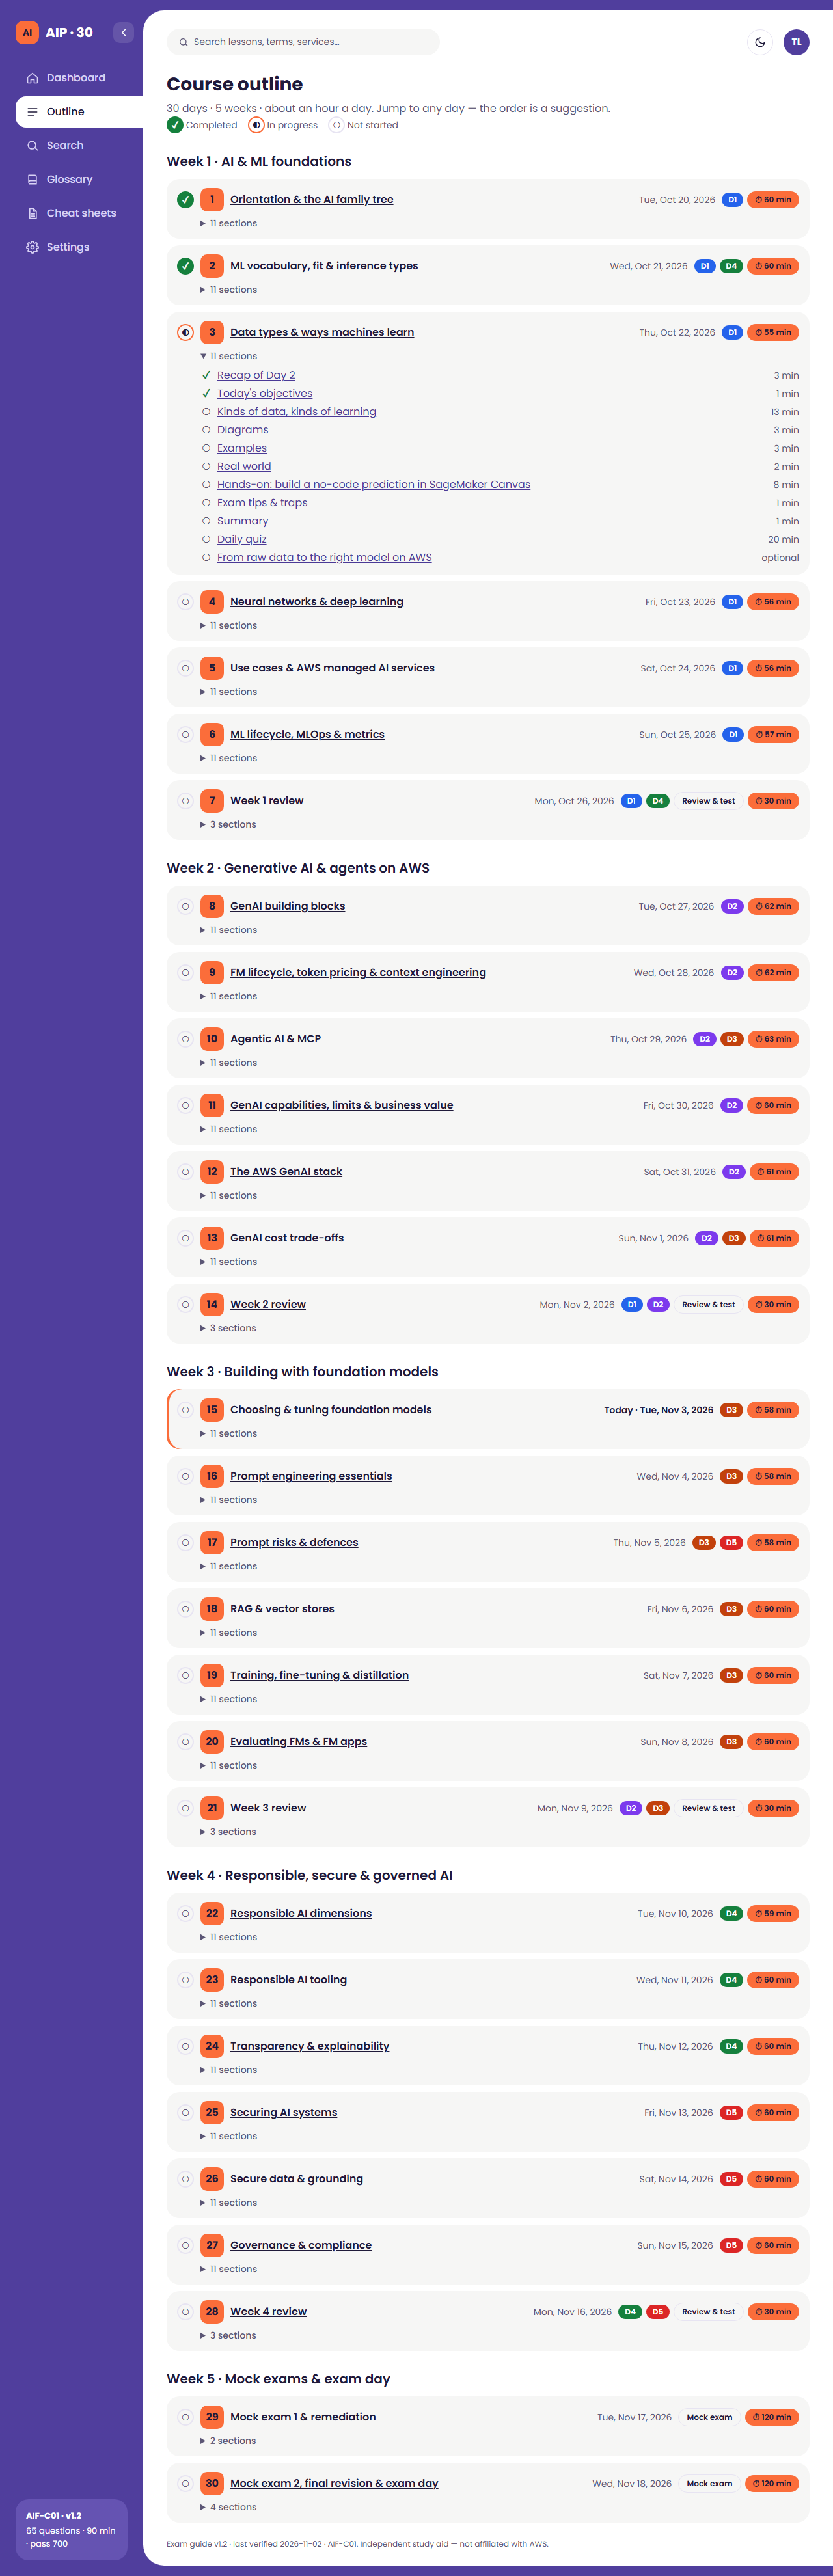 AI AIP · 30
Dashboard
Outline
Search
Glossary
Cheat sheets
Settings
AIF-C01 · v1.2
65 questions · 90 min
· pass 700
Search lessons, terms, services…
TL
Course outline
30 days · 5 weeks · about an hour a day. Jump to any day — the order is a suggestion.
Completed In progress Not started
Week 1 · AI & ML foundations
1 Orientation & the AI family tree Tue, Oct 20, 2026 D1 60 min
11 sections
2 ML vocabulary, fit & inference types Wed, Oct 21, 2026 D1 D4 60 min
11 sections
3 Data types & ways machines learn Thu, Oct 22, 2026 D1 55 min
11 sections
Recap of Day 2 3 min
Today's objectives 1 min
Kinds of data, kinds of learning 13 min
Diagrams 3 min
Examples 3 min
Real world 2 min
Hands-on: build a no-code prediction in SageMaker Canvas 8 min
Exam tips & traps 1 min
Summary 1 min
Daily quiz 20 min
From raw data to the right model on AWS optional
4 Neural networks & deep learning Fri, Oct 23, 2026 D1 56 min
11 sections
5 Use cases & AWS managed AI services Sat, Oct 24, 2026 D1 56 min
11 sections
6 ML lifecycle, MLOps & metrics Sun, Oct 25, 2026 D1 57 min
11 sections
7 Week 1 review Mon, Oct 26, 2026 D1 D4 Review & test 30 min
3 sections
Week 2 · Generative AI & agents on AWS
8 GenAI building blocks Tue, Oct 27, 2026 D2 62 min
11 sections
9 FM lifecycle, token pricing & context engineering Wed, Oct 28, 2026 D2 62 min
11 sections
10 Agentic AI & MCP Thu, Oct 29, 2026 D2 D3 63 min
11 sections
11 GenAI capabilities, limits & business value Fri, Oct 30, 2026 D2 60 min
11 sections
12 The AWS GenAI stack Sat, Oct 31, 2026 D2 61 min
11 sections
13 GenAI cost trade-offs Sun, Nov 1, 2026 D2 D3 61 min
11 sections
14 Week 2 review Mon, Nov 2, 2026 D1 D2 Review & test 30 min
3 sections
Week 3 · Building with foundation models
15 Choosing & tuning foundation models Today · Tue, Nov 3, 2026 D3 58 min
11 sections
16 Prompt engineering essentials Wed, Nov 4, 2026 D3 58 min
11 sections
17 Prompt risks & defences Thu, Nov 5, 2026 D3 D5 58 min
11 sections
18 RAG & vector stores Fri, Nov 6, 2026 D3 60 min
11 sections
19 Training, fine-tuning & distillation Sat, Nov 7, 2026 D3 60 min
11 sections
20 Evaluating FMs & FM apps Sun, Nov 8, 2026 D3 60 min
11 sections
21 Week 3 review Mon, Nov 9, 2026 D2 D3 Review & test 30 min
3 sections
Week 4 · Responsible, secure & governed AI
22 Responsible AI dimensions Tue, Nov 10, 2026 D4 59 min
11 sections
23 Responsible AI tooling Wed, Nov 11, 2026 D4 60 min
11 sections
24 Transparency & explainability Thu, Nov 12, 2026 D4 60 min
11 sections
25 Securing AI systems Fri, Nov 13, 2026 D5 60 min
11 sections
26 Secure data & grounding Sat, Nov 14, 2026 D5 60 min
11 sections
27 Governance & compliance Sun, Nov 15, 2026 D5 60 min
11 sections
28 Week 4 review Mon, Nov 16, 2026 D4 D5 Review & test 30 min
3 sections
Week 5 · Mock exams & exam day
29 Mock exam 1 & remediation Tue, Nov 17, 2026 Mock exam 120 min
2 sections
30 Mock exam 2, final revision & exam day Wed, Nov 18, 2026 Mock exam 120 min
4 sections
Exam guide v1.2 · last verified 2026-11-02 · AIF-C01. Independent study aid — not affiliated with AWS.